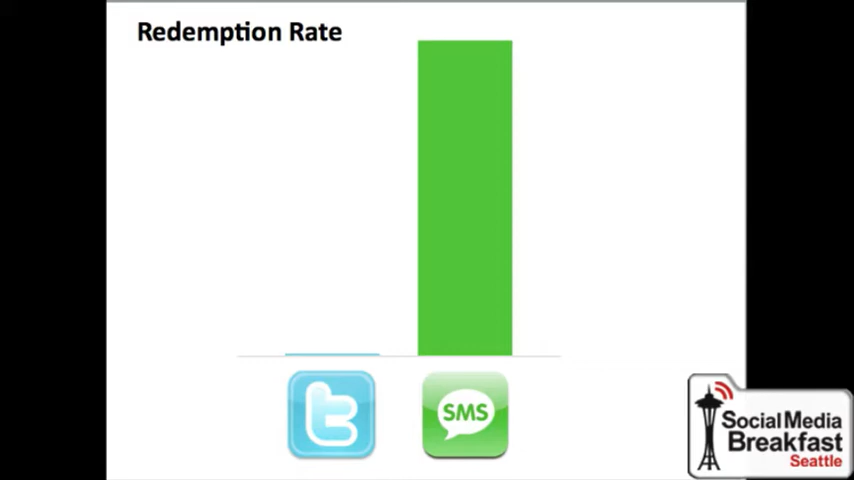 Redemption Rate
t
SMS
Social Media
Breakfast
Seattle